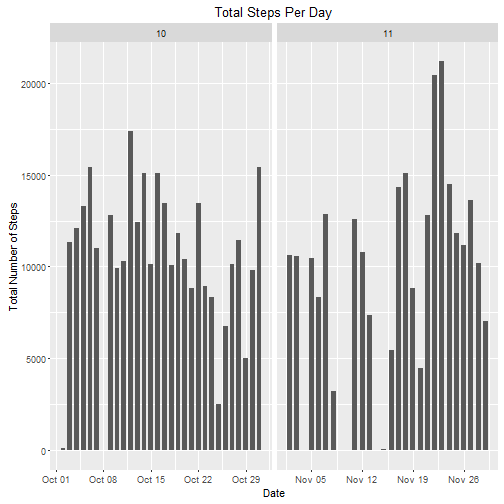 Total Steps Per Day
10 11
20000
15000
10000
5000
0
Total Number of Steps
Oct 01 Oct 08 Oct 15 Oct 22 Oct 29 Nov 05 Nov 12 Nov 19 Nov 26
Date